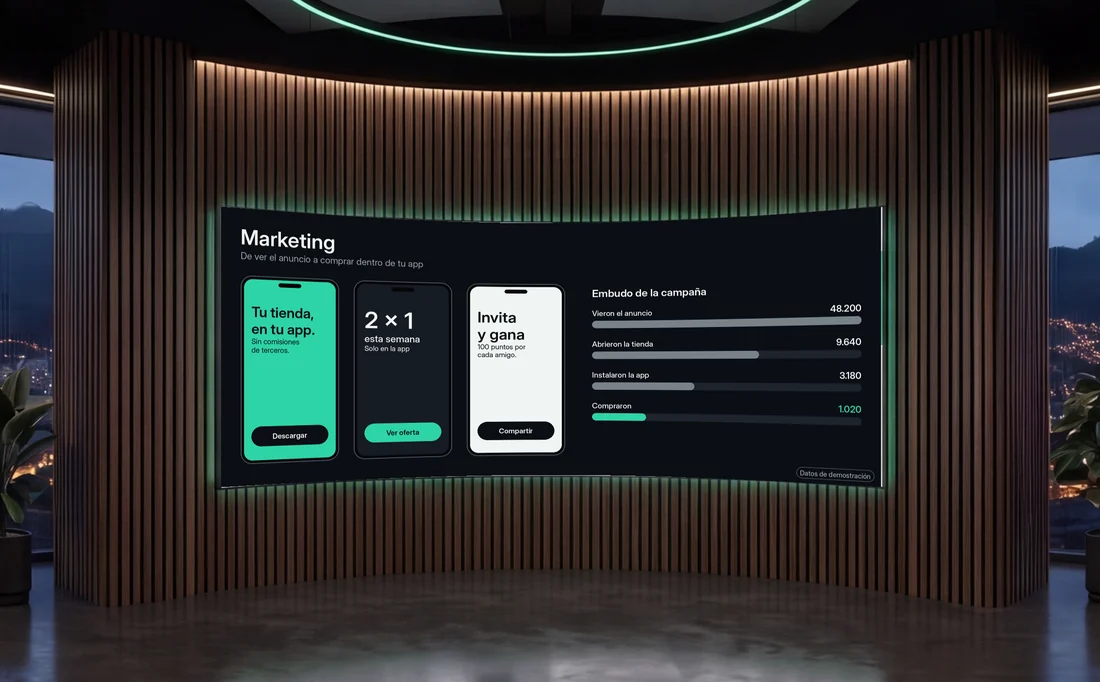 Marketing
De ver el anuncio a comprar dentro de tu app
Tu tienda,
en tu app.
Sin comisiones
de terceros.
Descargar
2 × 1
esta semana
Solo en la app
Ver oferta
Invita
y gana
100 puntos por
cada amigo.
Compartir
Embudo de la campaña
Vieron el anuncio 48.200
Abrieron la tienda 9.640
Instalaron la app 3.180
Compraron 1.020
Datos de demostración